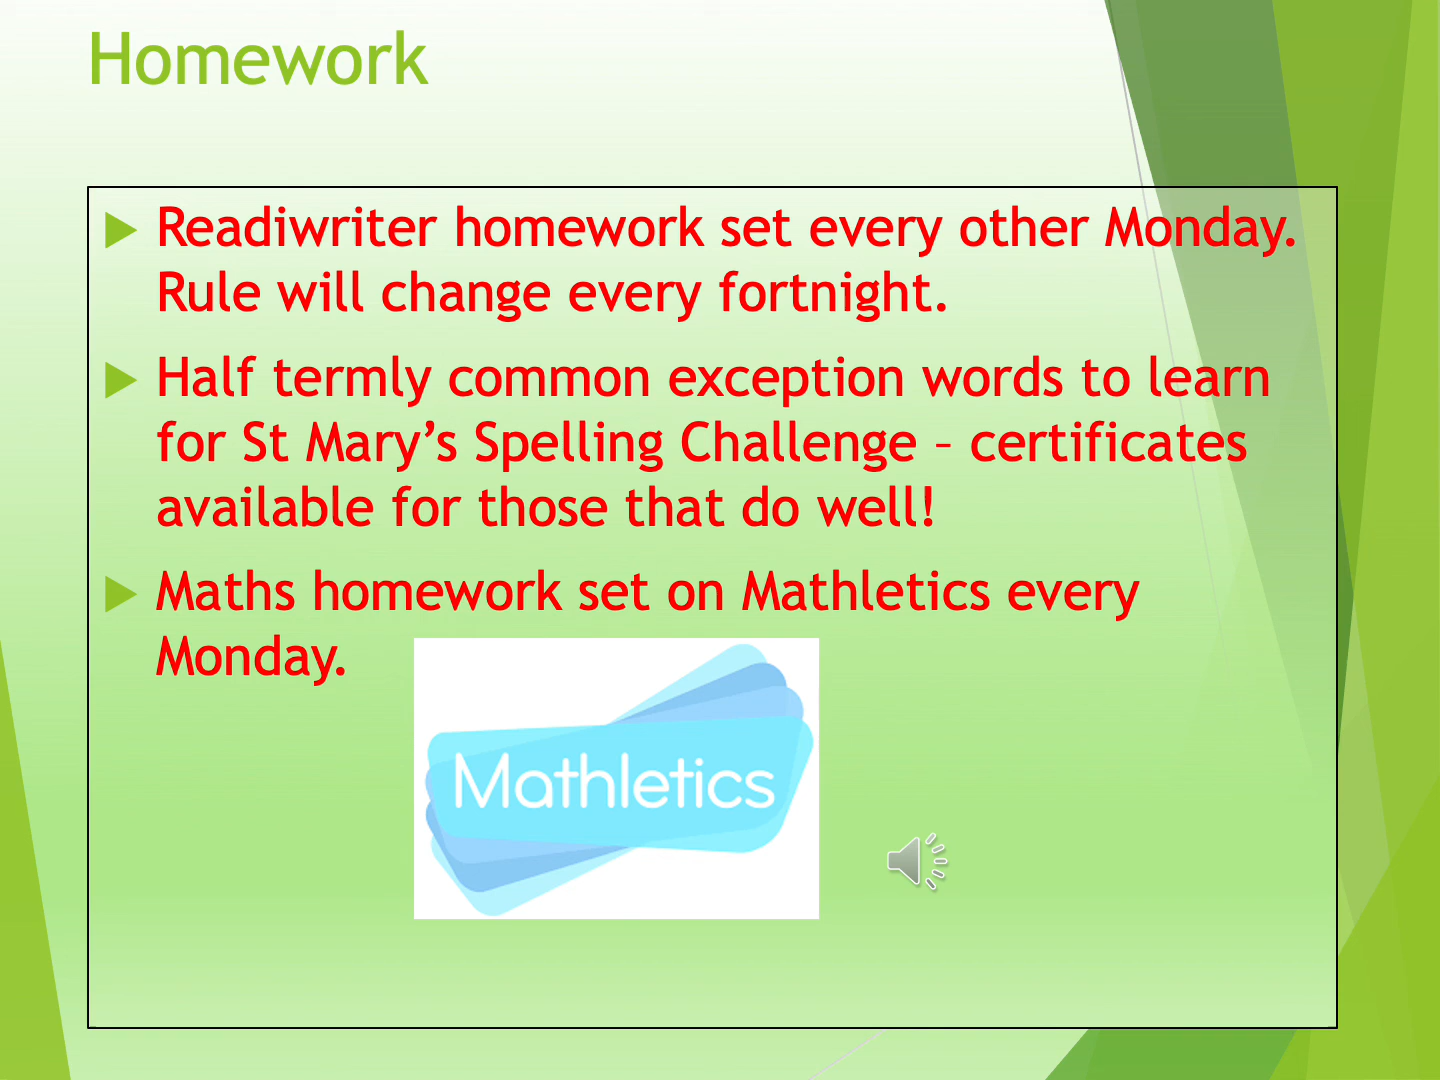 Homework
Readiwriter homework set every other Monday.
Rule will change every fortnight.
Half termly common exception words to learn
for St Mary’s Spelling Challenge – certificates
available for those that do well!
Maths homework set on Mathletics every
Monday.
Mathletics